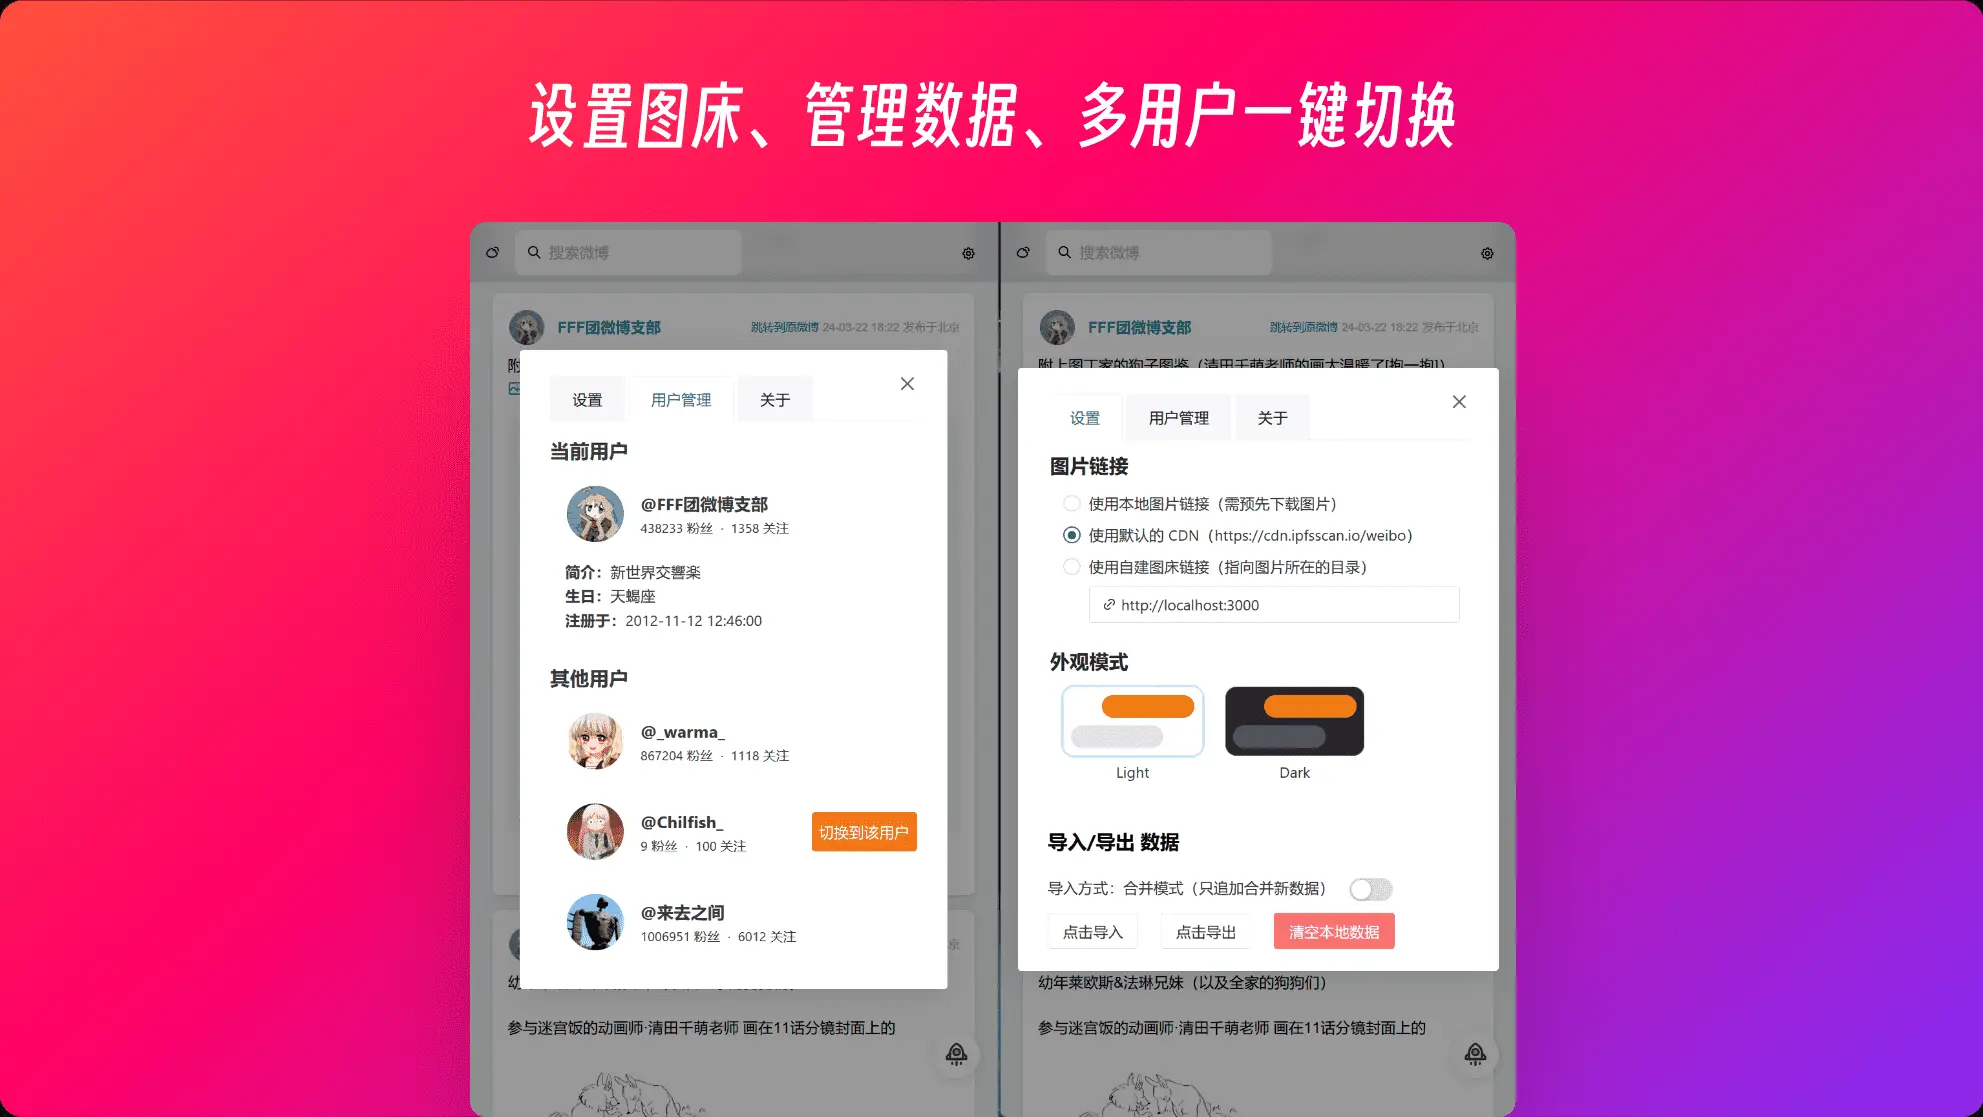 设置图床、管理数据、多用户一键切换
搜索微博
FFF团微博支部
跳转到原微博 24-03-22 18:22 发布于北京
附
设置
用户管理
关于
当前用户
@FFF团微博支部
438233 粉丝 · 1358 关注
简介：新世界交響楽
生日：天蝎座
注册于：2012-11-12 12:46:00
其他用户
@_warma_
867204 粉丝 · 1118 关注
@Chilfish_
9 粉丝 · 100 关注
切换到该用户
@来去之间
1006951 粉丝 · 6012 关注
京
幼
参与迷宫饭的动画师·清田千萌老师 画在11话分镜封面上的
搜索微博
FFF团微博支部
跳转到原微博 24-03-22 18:22 发布于北京
附上图丁家的狗子图鉴（清田千萌老师的画太温暖了[抱一抱]）
设置
用户管理
关于
图片链接
使用本地图片链接（需预先下载图片）
使用默认的 CDN（https://cdn.ipfsscan.io/weibo）
使用自建图床链接（指向图片所在的目录）
http://localhost:3000
外观模式
Light
Dark
导入/导出 数据
导入方式：合并模式（只追加合并新数据）
点击导入
点击导出
清空本地数据
幼年莱欧斯&法琳兄妹（以及全家的狗狗们）
参与迷宫饭的动画师·清田千萌老师 画在11话分镜封面上的